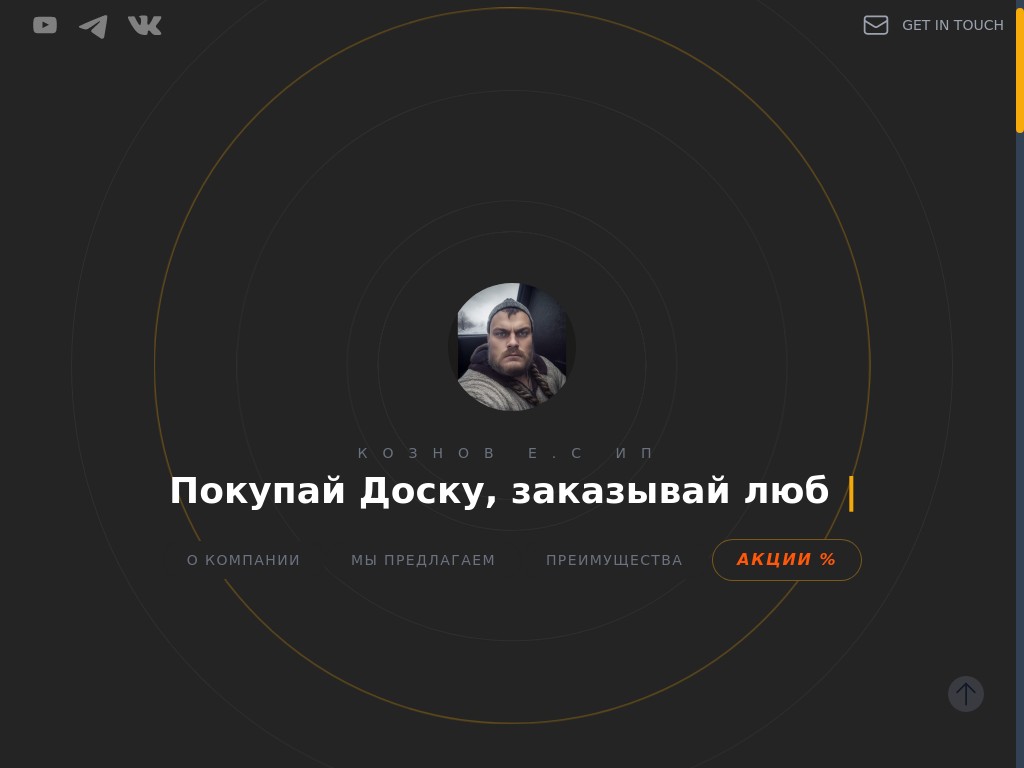 GET IN TOUCH
КОЗНОВ Е.С ИП
Покупай Доску, заказывай люб
О КОМПАНИИ
МЫ ПРЕДЛАГАЕМ
ПРЕИМУЩЕСТВА
АКЦИИ %